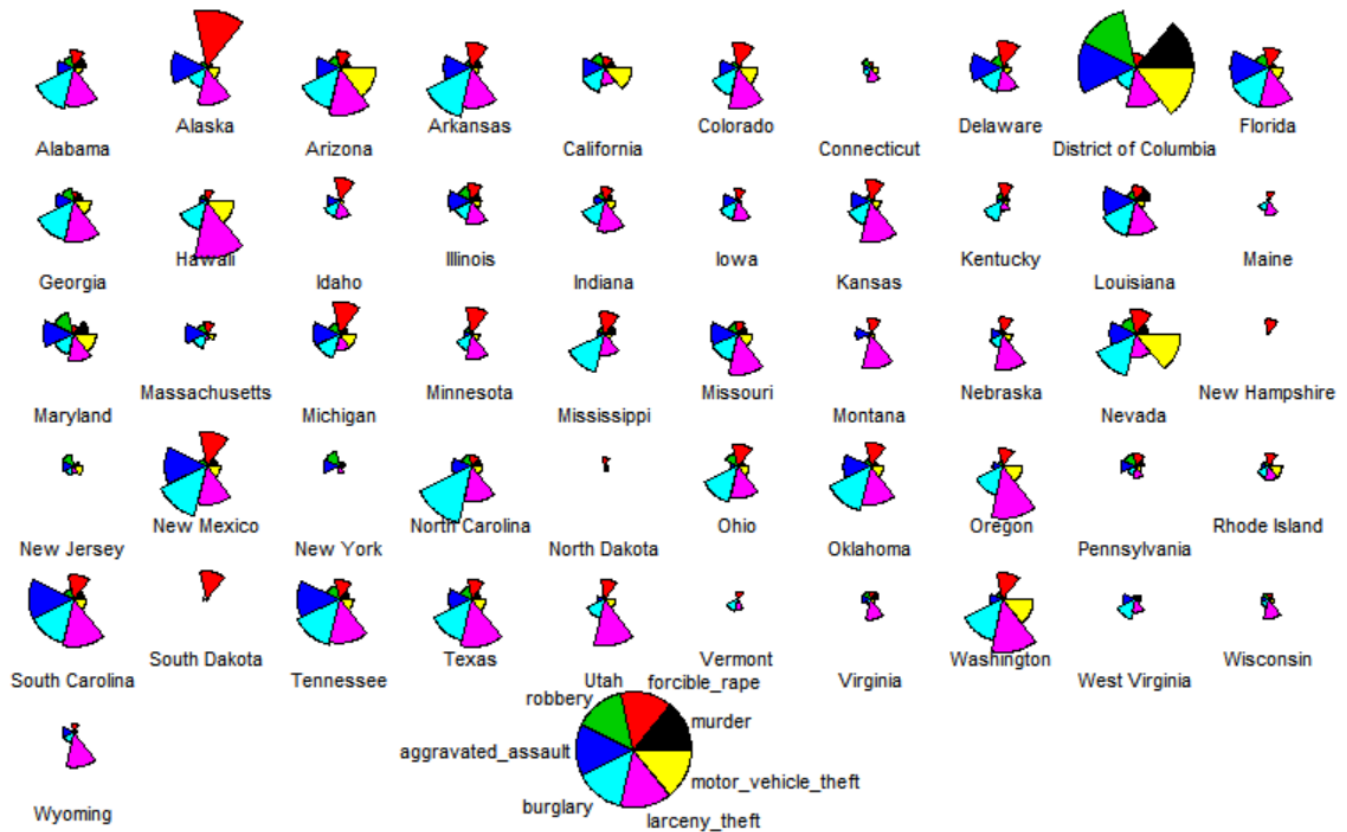 Alabama
Alaska
Arizona
Arkansas
California
Colorado
Connecticut
Delaware
District of Columbia
Florida
Georgia
Hawaii
Idaho
Illinois
Indiana
Iowa
Kansas
Kentucky
Louisiana
Maine
Maryland
Massachusetts
Michigan
Minnesota
Mississippi
Missouri
Montana
Nebraska
Nevada
New Hampshire
New Jersey
New Mexico
New York
North Carolina
North Dakota
Ohio
Oklahoma
Oregon
Pennsylvania
Rhode Island
South Carolina
South Dakota
Tennessee
Texas
Utah
Vermont
Virginia
Washington
West Virginia
Wisconsin
Wyoming
forcible_rape
robbery
murder
aggravated_assault
motor_vehicle_theft
burglary
larceny_theft